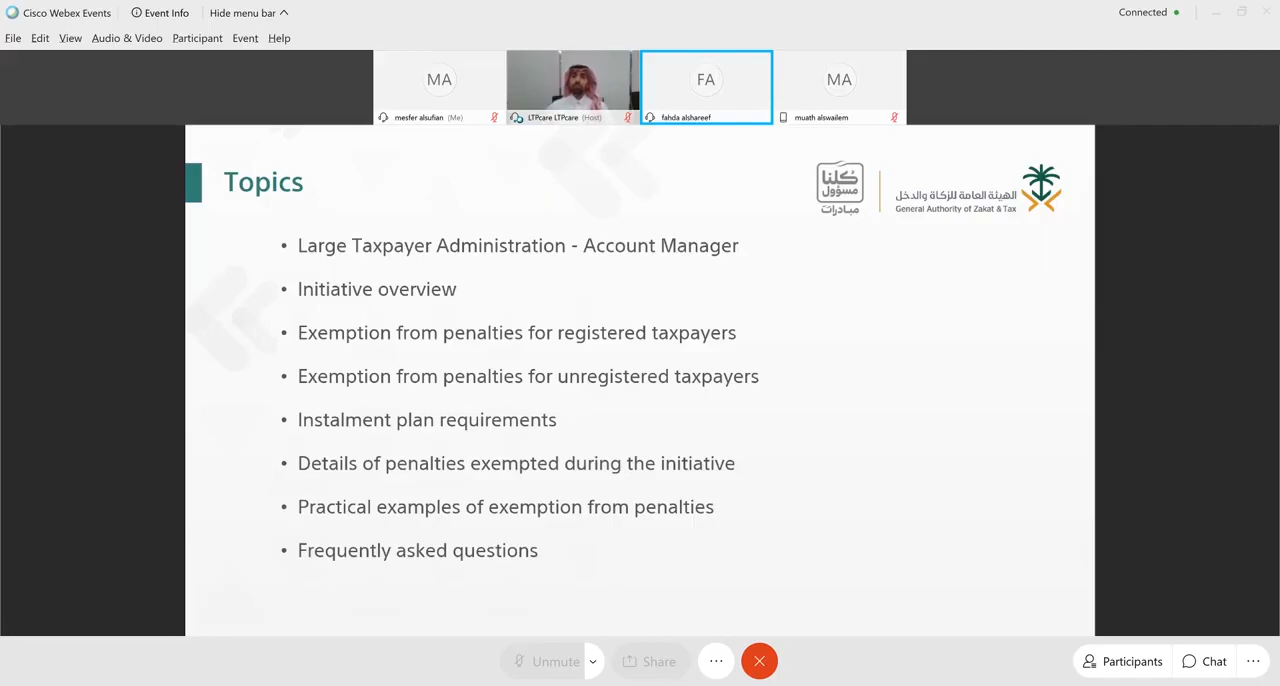 Cisco Webex Events
Event Info
Hide menu bar
Connected
File Edit View Audio & Video Participant Event Help
MA
FA
MA
mesfer alsufian (Me)
LTPcare LTPcare (Host)
fahda alshareef
muath alswailem
Topics
كلنا
مسؤول
مبادرات
الهيئة العامة للزكاة والدخل
General Authority of Zakat & Tax
• Large Taxpayer Administration - Account Manager
• Initiative overview
• Exemption from penalties for registered taxpayers
• Exemption from penalties for unregistered taxpayers
• Instalment plan requirements
• Details of penalties exempted during the initiative
• Practical examples of exemption from penalties
• Frequently asked questions
Unmute
Share
Participants
Chat